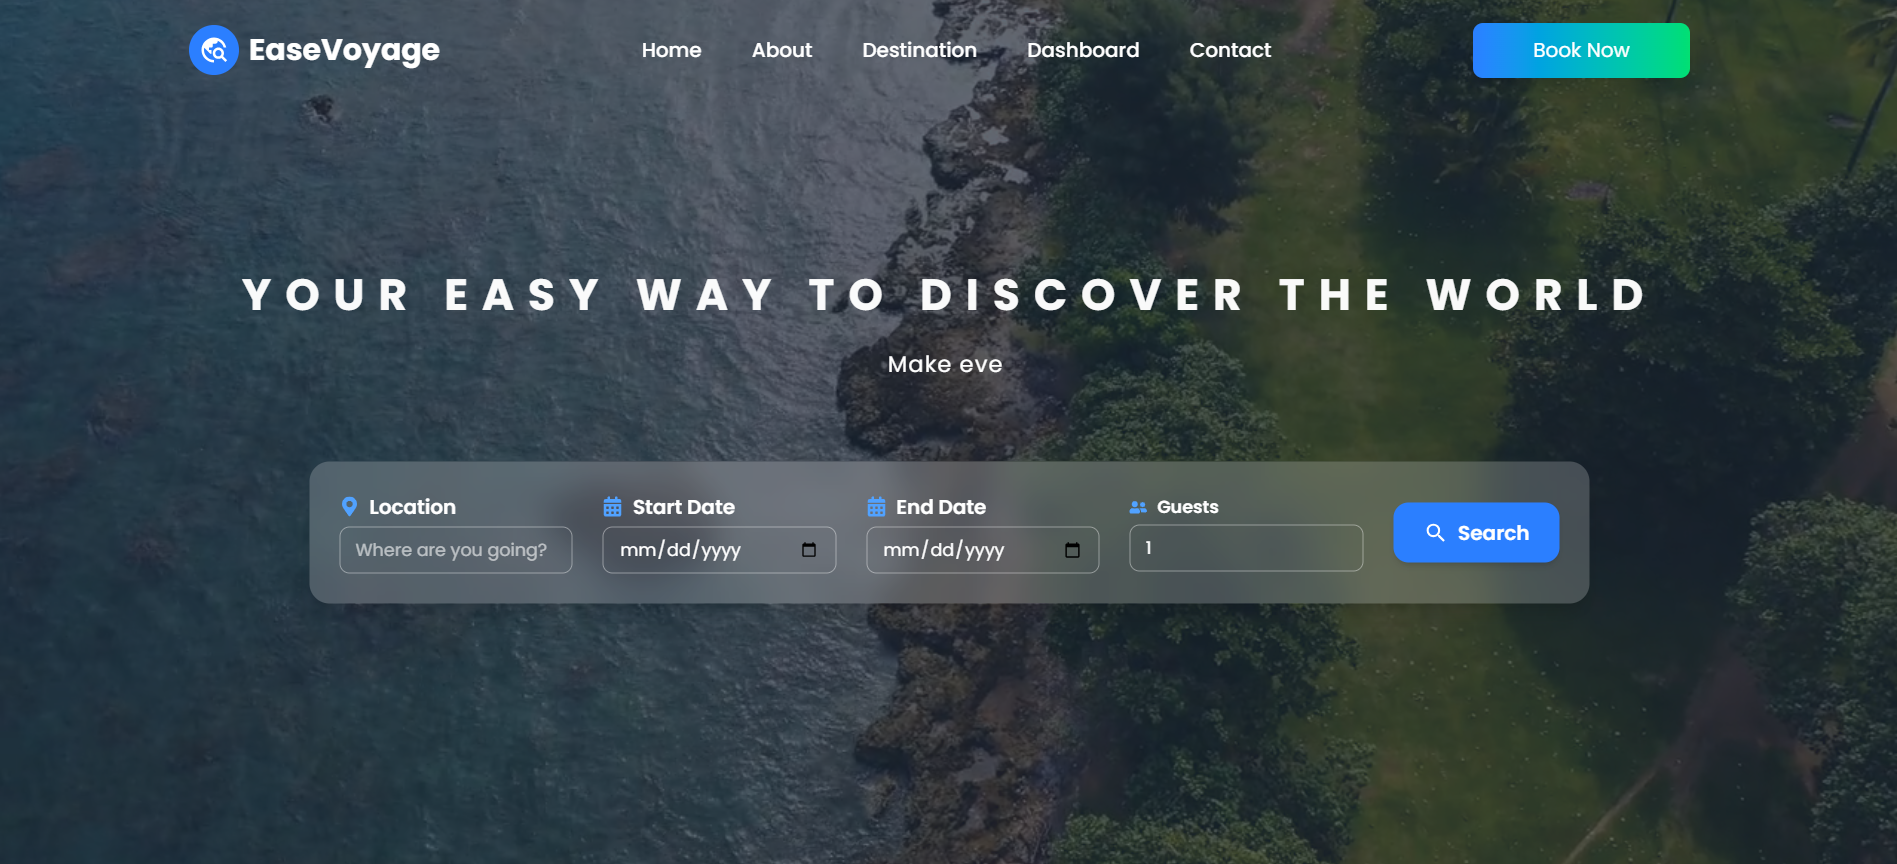 EaseVoyage
Home About Destination Dashboard Contact
Book Now
YOUR EASY WAY TO DISCOVER THE WORLD
Make eve
Location
Where are you going?
Start Date
mm/dd/yyyy
End Date
mm/dd/yyyy
Guests
1
Search